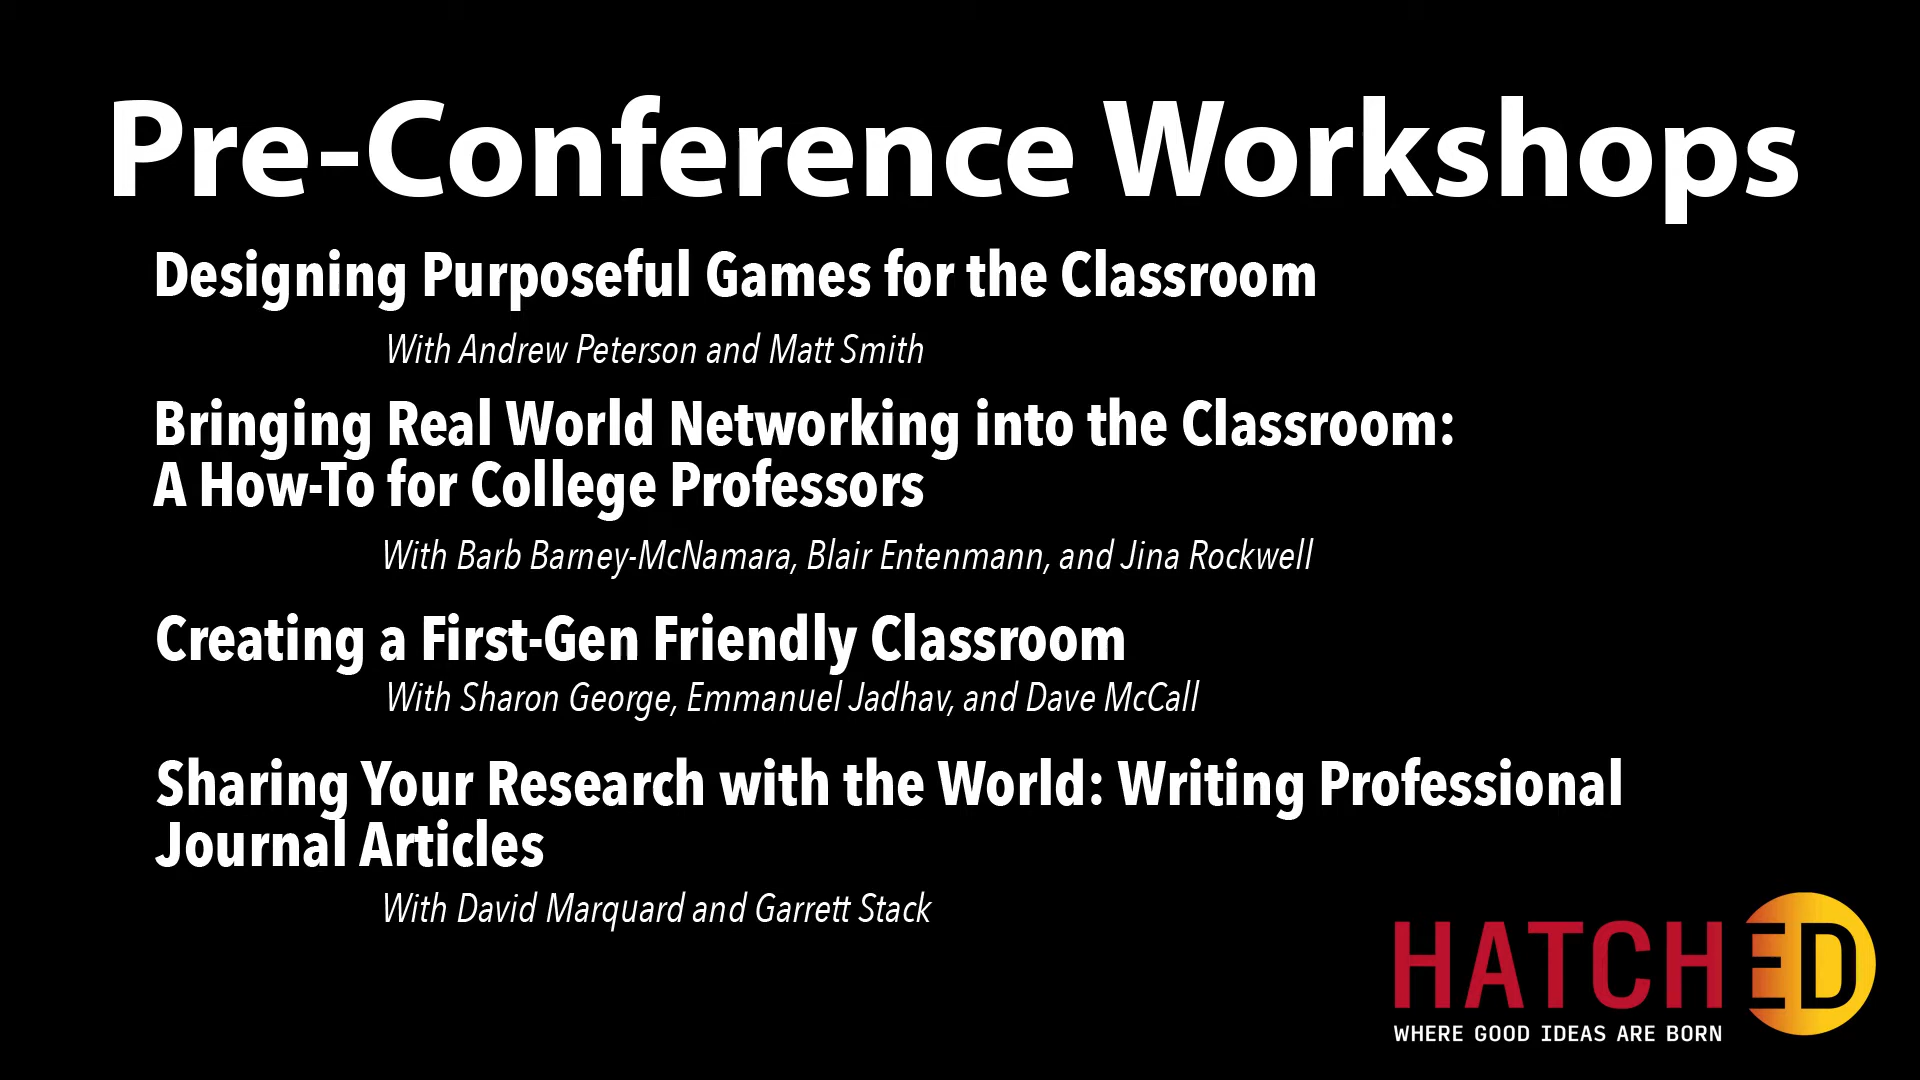 Pre-Conference Workshops
Designing Purposeful Games for the Classroom
With Andrew Peterson and Matt Smith
Bringing Real World Networking into the Classroom:
A How-To for College Professors
With Barb Barney-McNamara, Blair Entenmann, and Jina Rockwell
Creating a First-Gen Friendly Classroom
With Sharon George, Emmanuel Jadhav, and Dave McCall
Sharing Your Research with the World: Writing Professional
Journal Articles
With David Marquard and Garrett Stack
HATCH ED
WHERE GOOD IDEAS ARE BORN